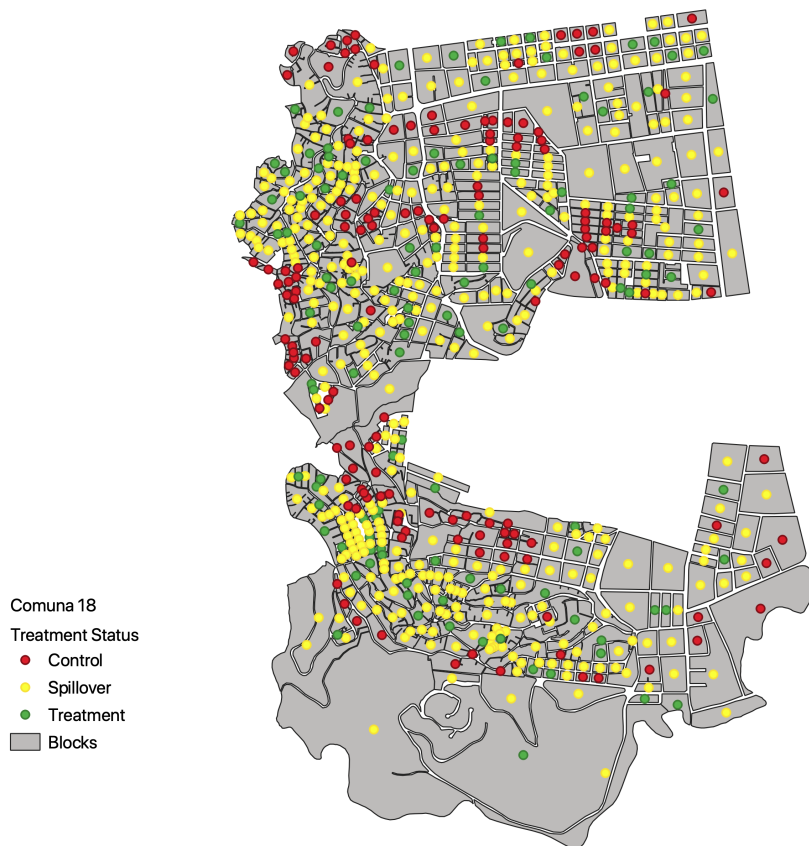 Comuna 18
Treatment Status
Control
Spillover
Treatment
Blocks